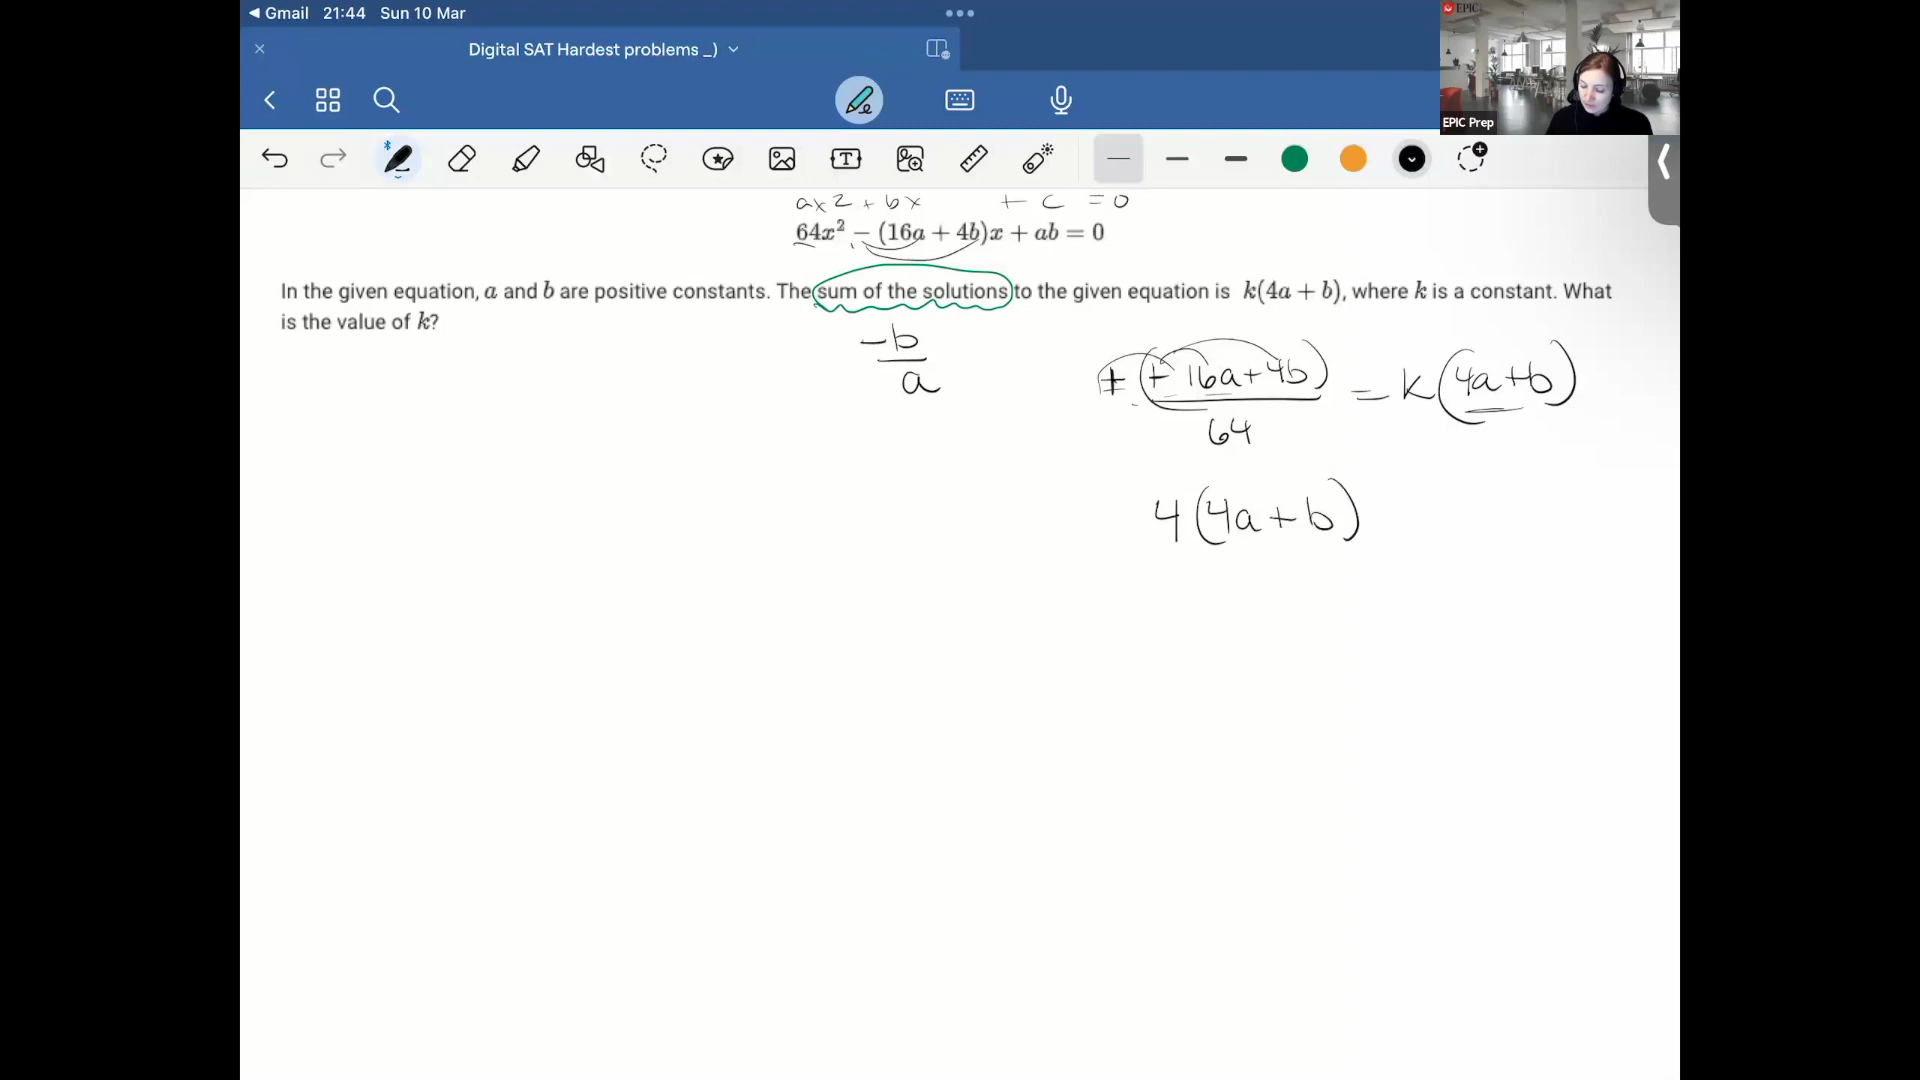 Gmail 21:44 Sun 10 Mar
Digital SAT Hardest problems _)
EPIC
EPIC Prep
ax2 + bx + c = 0
64x² − (16a + 4b)x + ab = 0
In the given equation, a and b are positive constants. The sum of the solutions to the given equation is k(4a + b), where k is a constant. What
is the value of k?
-b
a
+(+16a+4b) = k(4a+b)
64
4(4a+b)